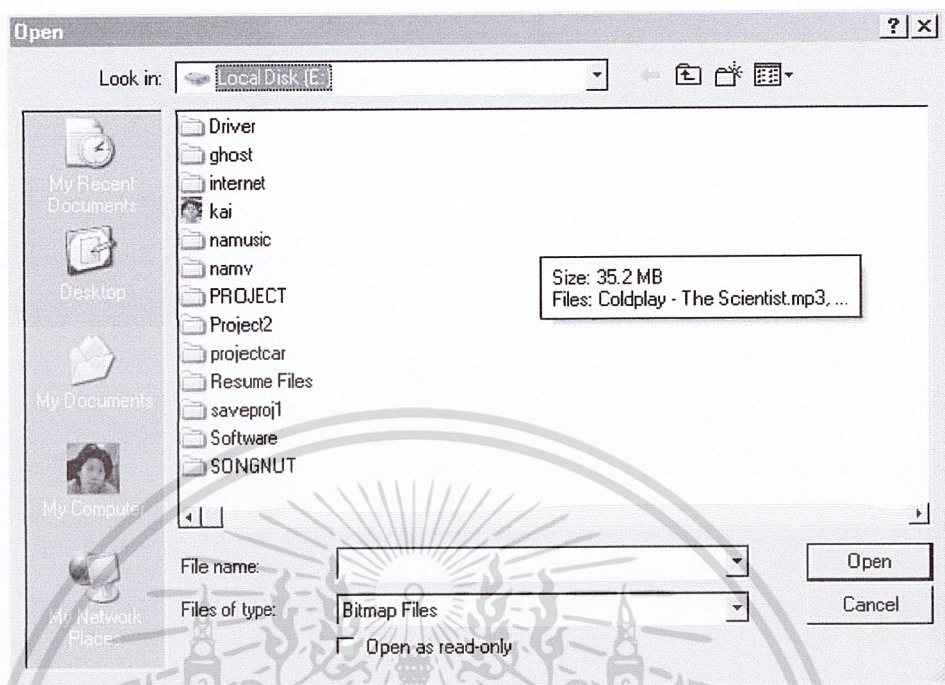 Open
Look in: Local Disk (E:
My Recent
Documents
Desktop
My Documents
My Computer
My Network
Places
Driver
ghost
internet
kai
namusic
namv
PROJECT
Project2
projectcar
Resume Files
saveproj1
Software
SONGNUT
Size: 35.2 MB
Files: Coldplay - The Scientist.mp3, ...
File name:
Open
Files of type: Bitmap Files
Cancel
Open as read-only